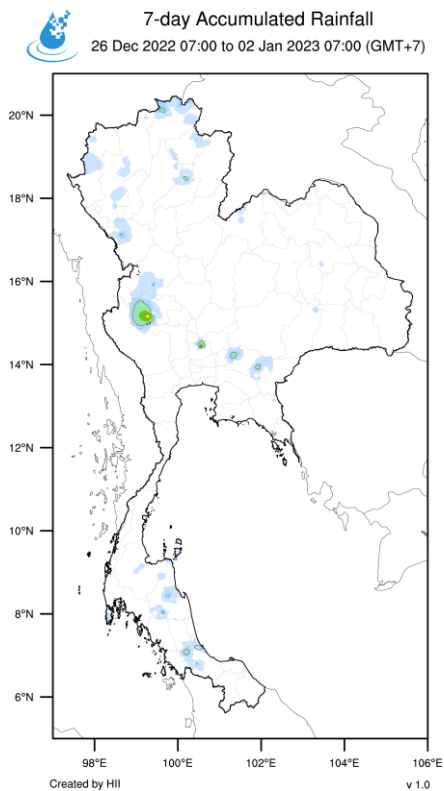 7-day Accumulated Rainfall
26 Dec 2022 07:00 to 02 Jan 2023 07:00 (GMT+7)
20°N
18°N
16°N
14°N
12°N
10°N
8°N
6°N
98°E 100°E 102°E 104°E 106°E
Created by HII v 1.0